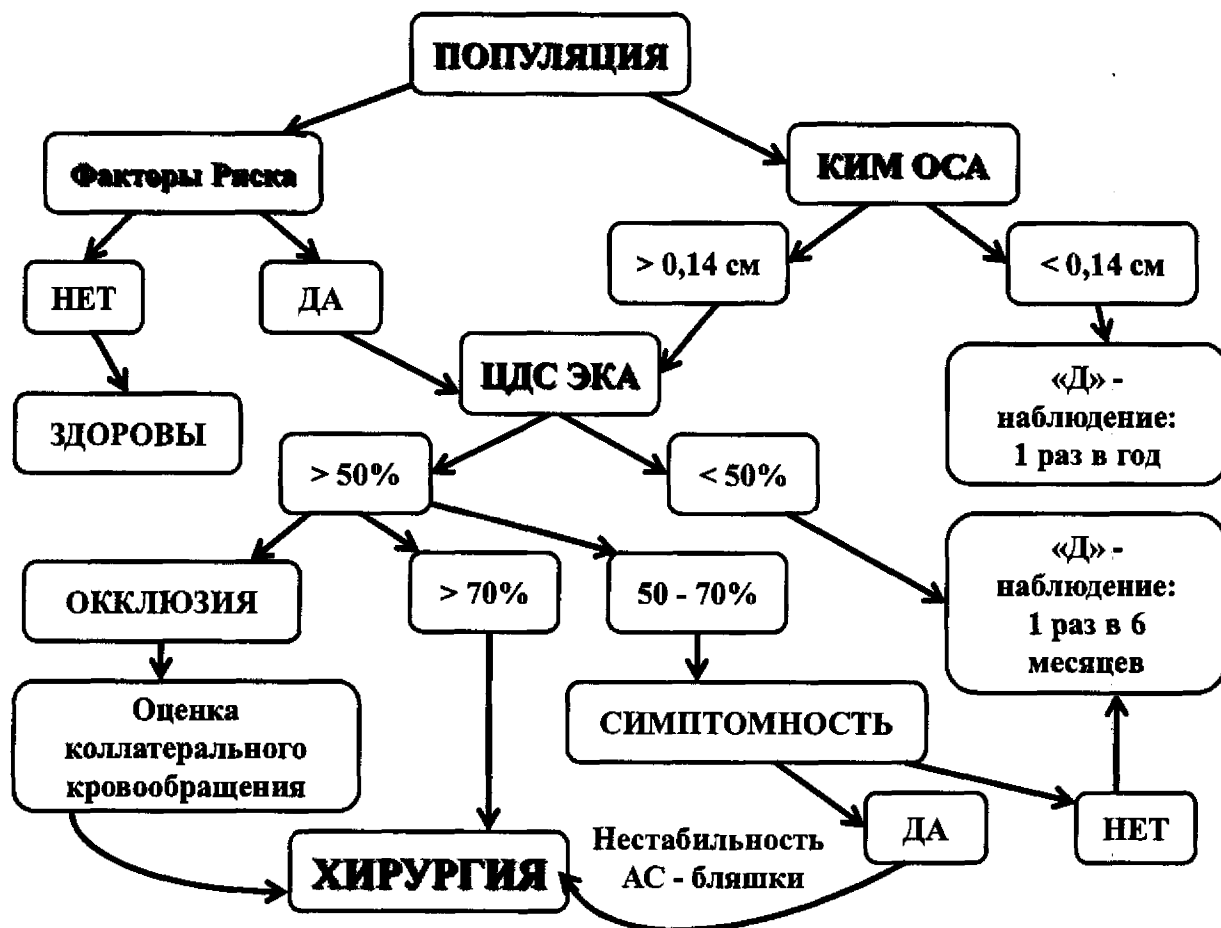 ПОПУЛЯЦИЯ
Факторы Риска
КИМ ОСА
НЕТ
ДА
> 0,14 см
< 0,14 см
ЗДОРОВЫ
ЦДС ЭКА
«Д» -
наблюдение:
1 раз в год
> 50%
< 50%
ОККЛЮЗИЯ
> 70%
50 - 70%
«Д» -
наблюдение:
1 раз в 6
месяцев
Оценка
коллатерального
кровообращения
СИМПТОМНОСТЬ
ХИРУРГИЯ
Нестабильность
АС - бляшки
ДА
НЕТ